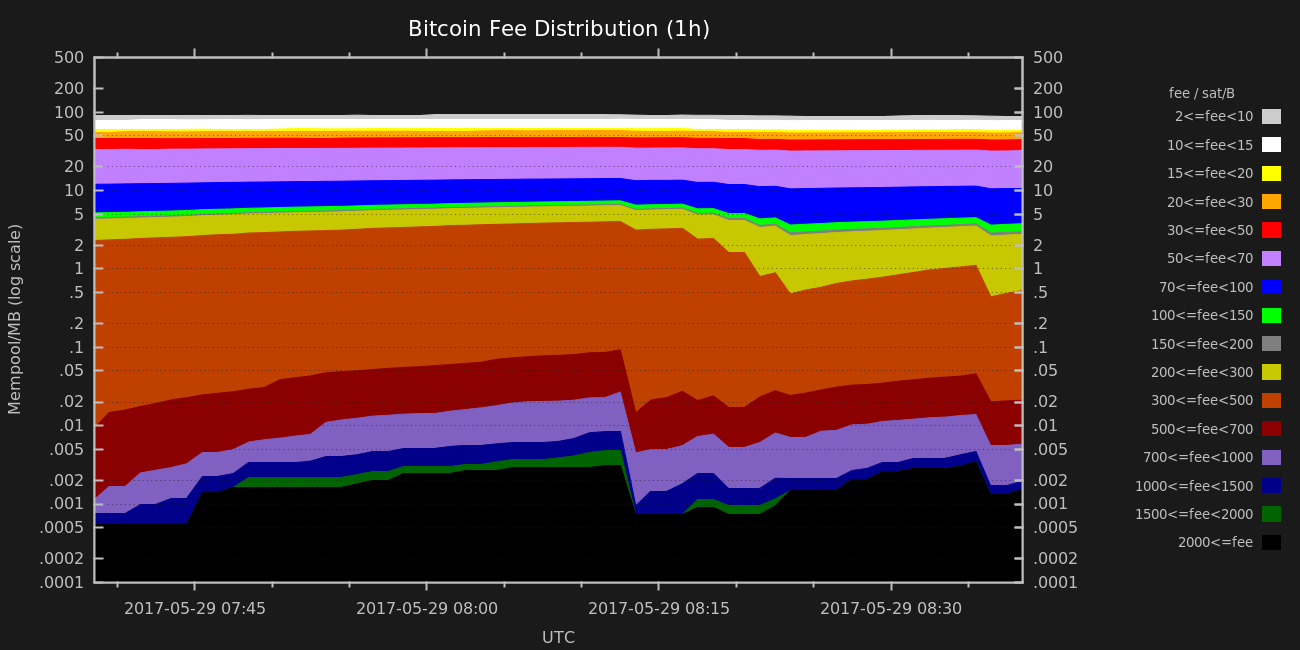 Bitcoin Fee Distribution (1h)
Mempool/MB (log scale)
500
200
100
50
20
10
5
2
1
.5
.2
.1
.05
.02
.01
.005
.002
.001
.0005
.0002
.0001
500
200
100
50
20
10
5
2
1
.5
.2
.1
.05
.02
.01
.005
.002
.001
.0005
.0002
.0001
2017-05-29 07:45
2017-05-29 08:00
2017-05-29 08:15
2017-05-29 08:30
UTC
fee / sat/B
2<=fee<10
10<=fee<15
15<=fee<20
20<=fee<30
30<=fee<50
50<=fee<70
70<=fee<100
100<=fee<150
150<=fee<200
200<=fee<300
300<=fee<500
500<=fee<700
700<=fee<1000
1000<=fee<1500
1500<=fee<2000
2000<=fee